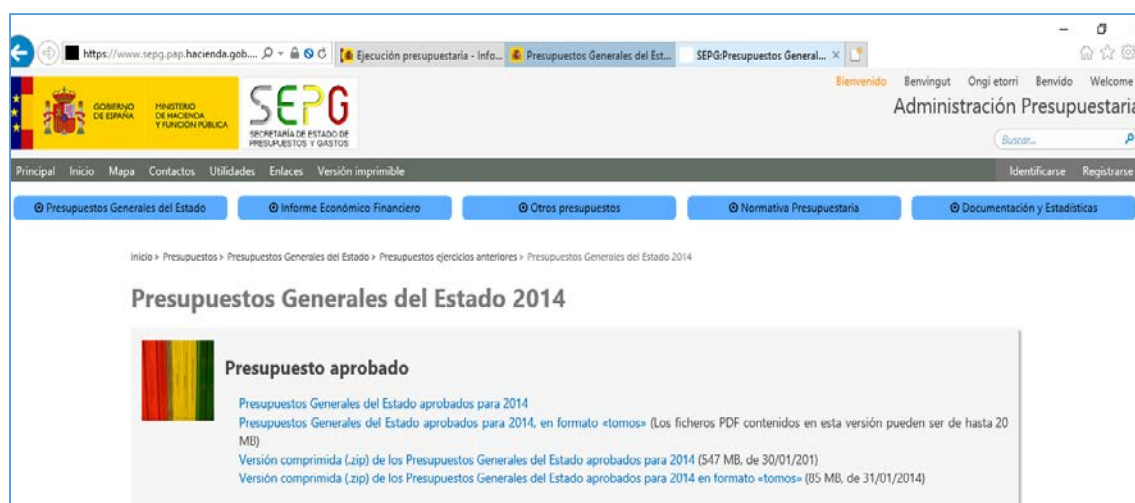 https://www.sepg.pap.hacienda.gob....
Ejecución presupuestaria - Info...
Presupuestos Generales del Est...
SEPG:Presupuestos General...
GOBIERNO DE ESPAÑA
MINISTERIO DE HACIENDA Y FUNCIÓN PÚBLICA
SEPG
SECRETARÍA DE ESTADO DE PRESUPUESTOS Y GASTOS
Bienvenido Benvingut Ongi etorri Benvido Welcome
Administración Presupuestaria
Buscar...
Principal Inicio Mapa Contactos Utilidades Enlaces Versión imprimible Identificarse Registrarse
Presupuestos Generales del Estado Informe Económico Financiero Otros presupuestos Normativa Presupuestaria Documentación y Estadísticas
Inicio » Presupuestos » Presupuestos Generales del Estado » Presupuestos ejercicios anteriores » Presupuestos Generales del Estado 2014
Presupuestos Generales del Estado 2014
Presupuesto aprobado
Presupuestos Generales del Estado aprobados para 2014
Presupuestos Generales del Estado aprobados para 2014, en formato «tomos» (Los ficheros PDF contenidos en esta versión pueden ser de hasta 20
MB)
Versión comprimida (.zip) de los Presupuestos Generales del Estado aprobados para 2014 (547 MB, de 30/01/201)
Versión comprimida (.zip) de los Presupuestos Generales del Estado aprobados para 2014 en formato «tomos» (85 MB, de 31/01/2014)